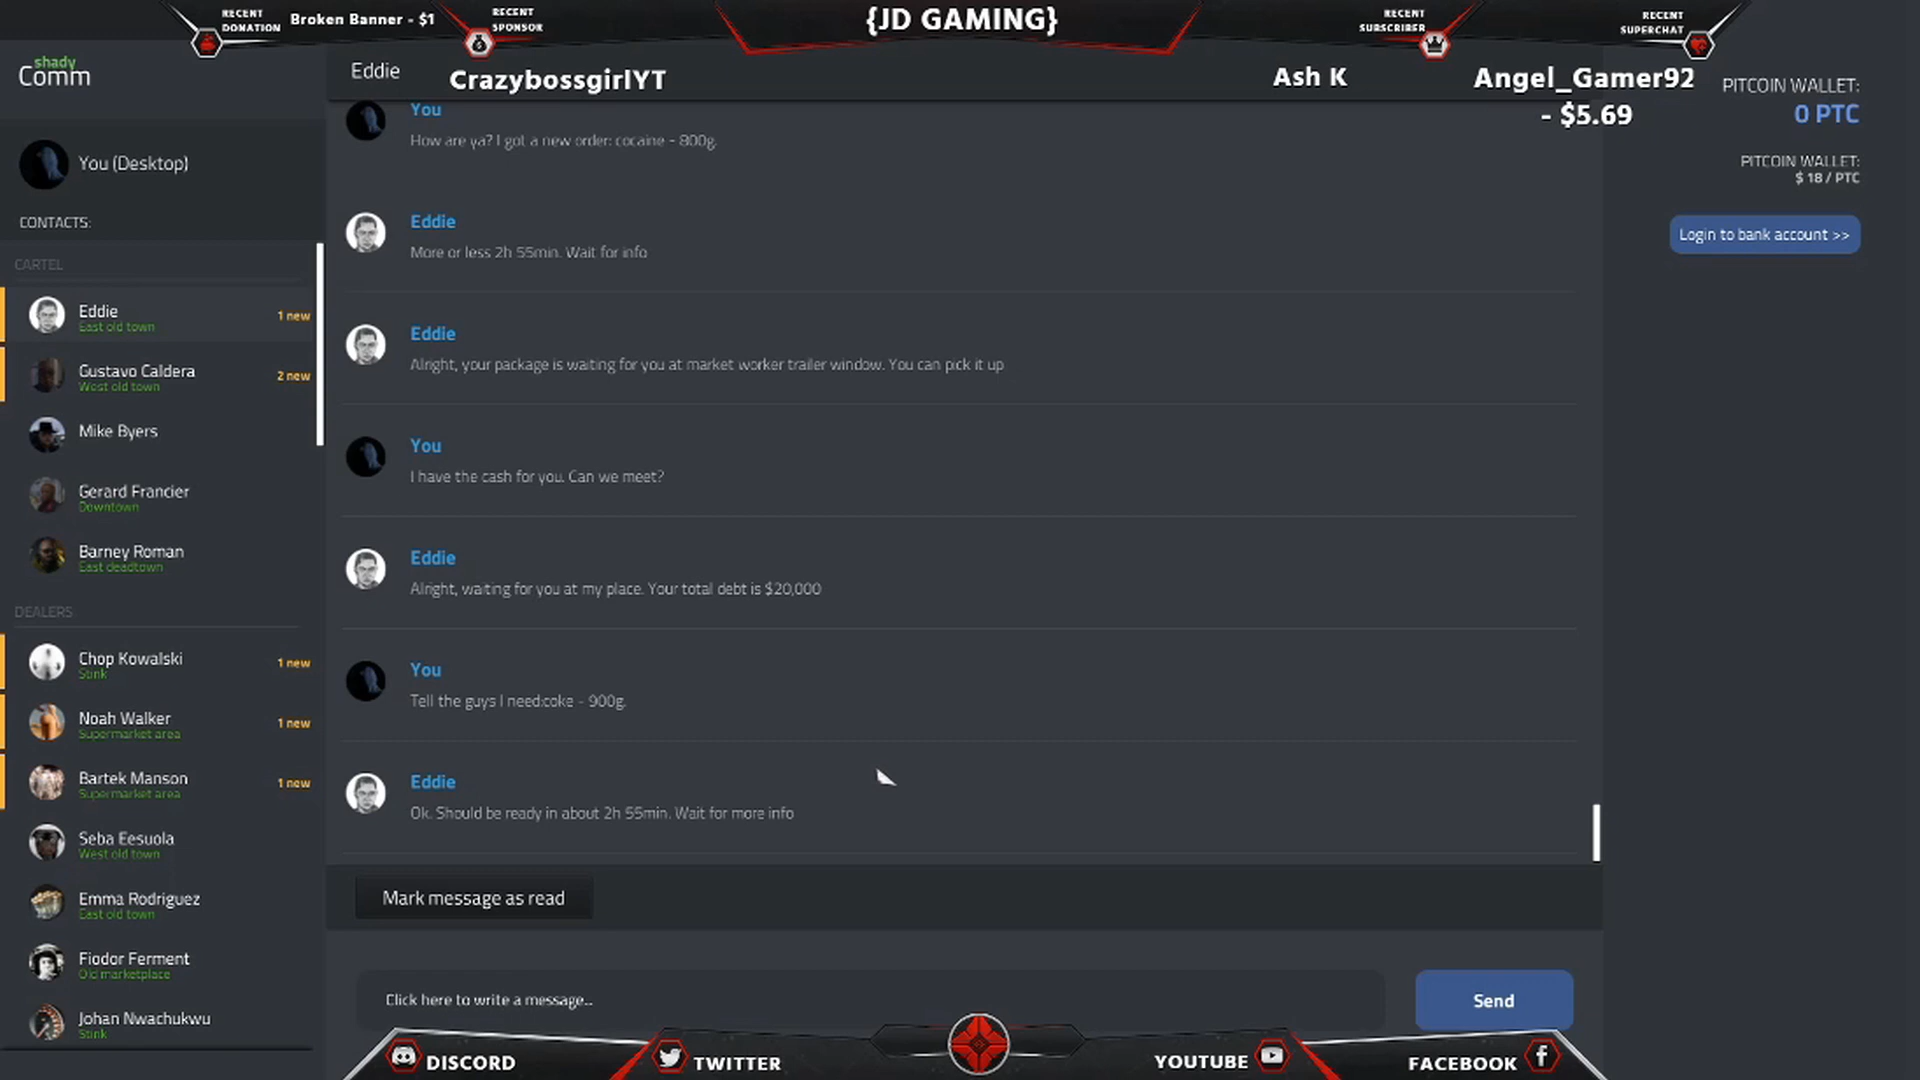 RECENT
DONATION
Broken Banner - $1
RECENT
SPONSOR
{JD GAMING}
RECENT
SUBSCRIBER
RECENT
SUPERCHAT
shady
Comm
Eddie
CrazybossgirlYT
Ash K
Angel_Gamer92
- $5.69
PITCOIN WALLET:
0 PTC
PITCOIN WALLET:
$ 18 / PTC
Login to bank account >>
You (Desktop)
CONTACTS:
CARTEL
Eddie
East old town
1 new
Gustavo Caldera
West old town
2 new
Mike Byers
Gerard Francier
Downtown
Barney Roman
East deadtown
DEALERS
Chop Kowalski
Stink
1 new
Noah Walker
Supermarket area
1 new
Bartek Manson
Supermarket area
1 new
Seba Eesuola
West old town
Emma Rodriguez
East old town
Fiodor Ferment
Old marketplace
Johan Nwachukwu
Stink
You
How are ya? I got a new order: cocaine - 800g.
Eddie
More or less 2h 55min. Wait for info
Eddie
Alright, your package is waiting for you at market worker trailer window. You can pick it up
You
I have the cash for you. Can we meet?
Eddie
Alright, waiting for you at my place. Your total debt is $20,000
You
Tell the guys I need:coke - 900g.
Eddie
Ok. Should be ready in about 2h 55min. Wait for more info
Mark message as read
Click here to write a message...
Send
DISCORD
TWITTER
YOUTUBE
FACEBOOK